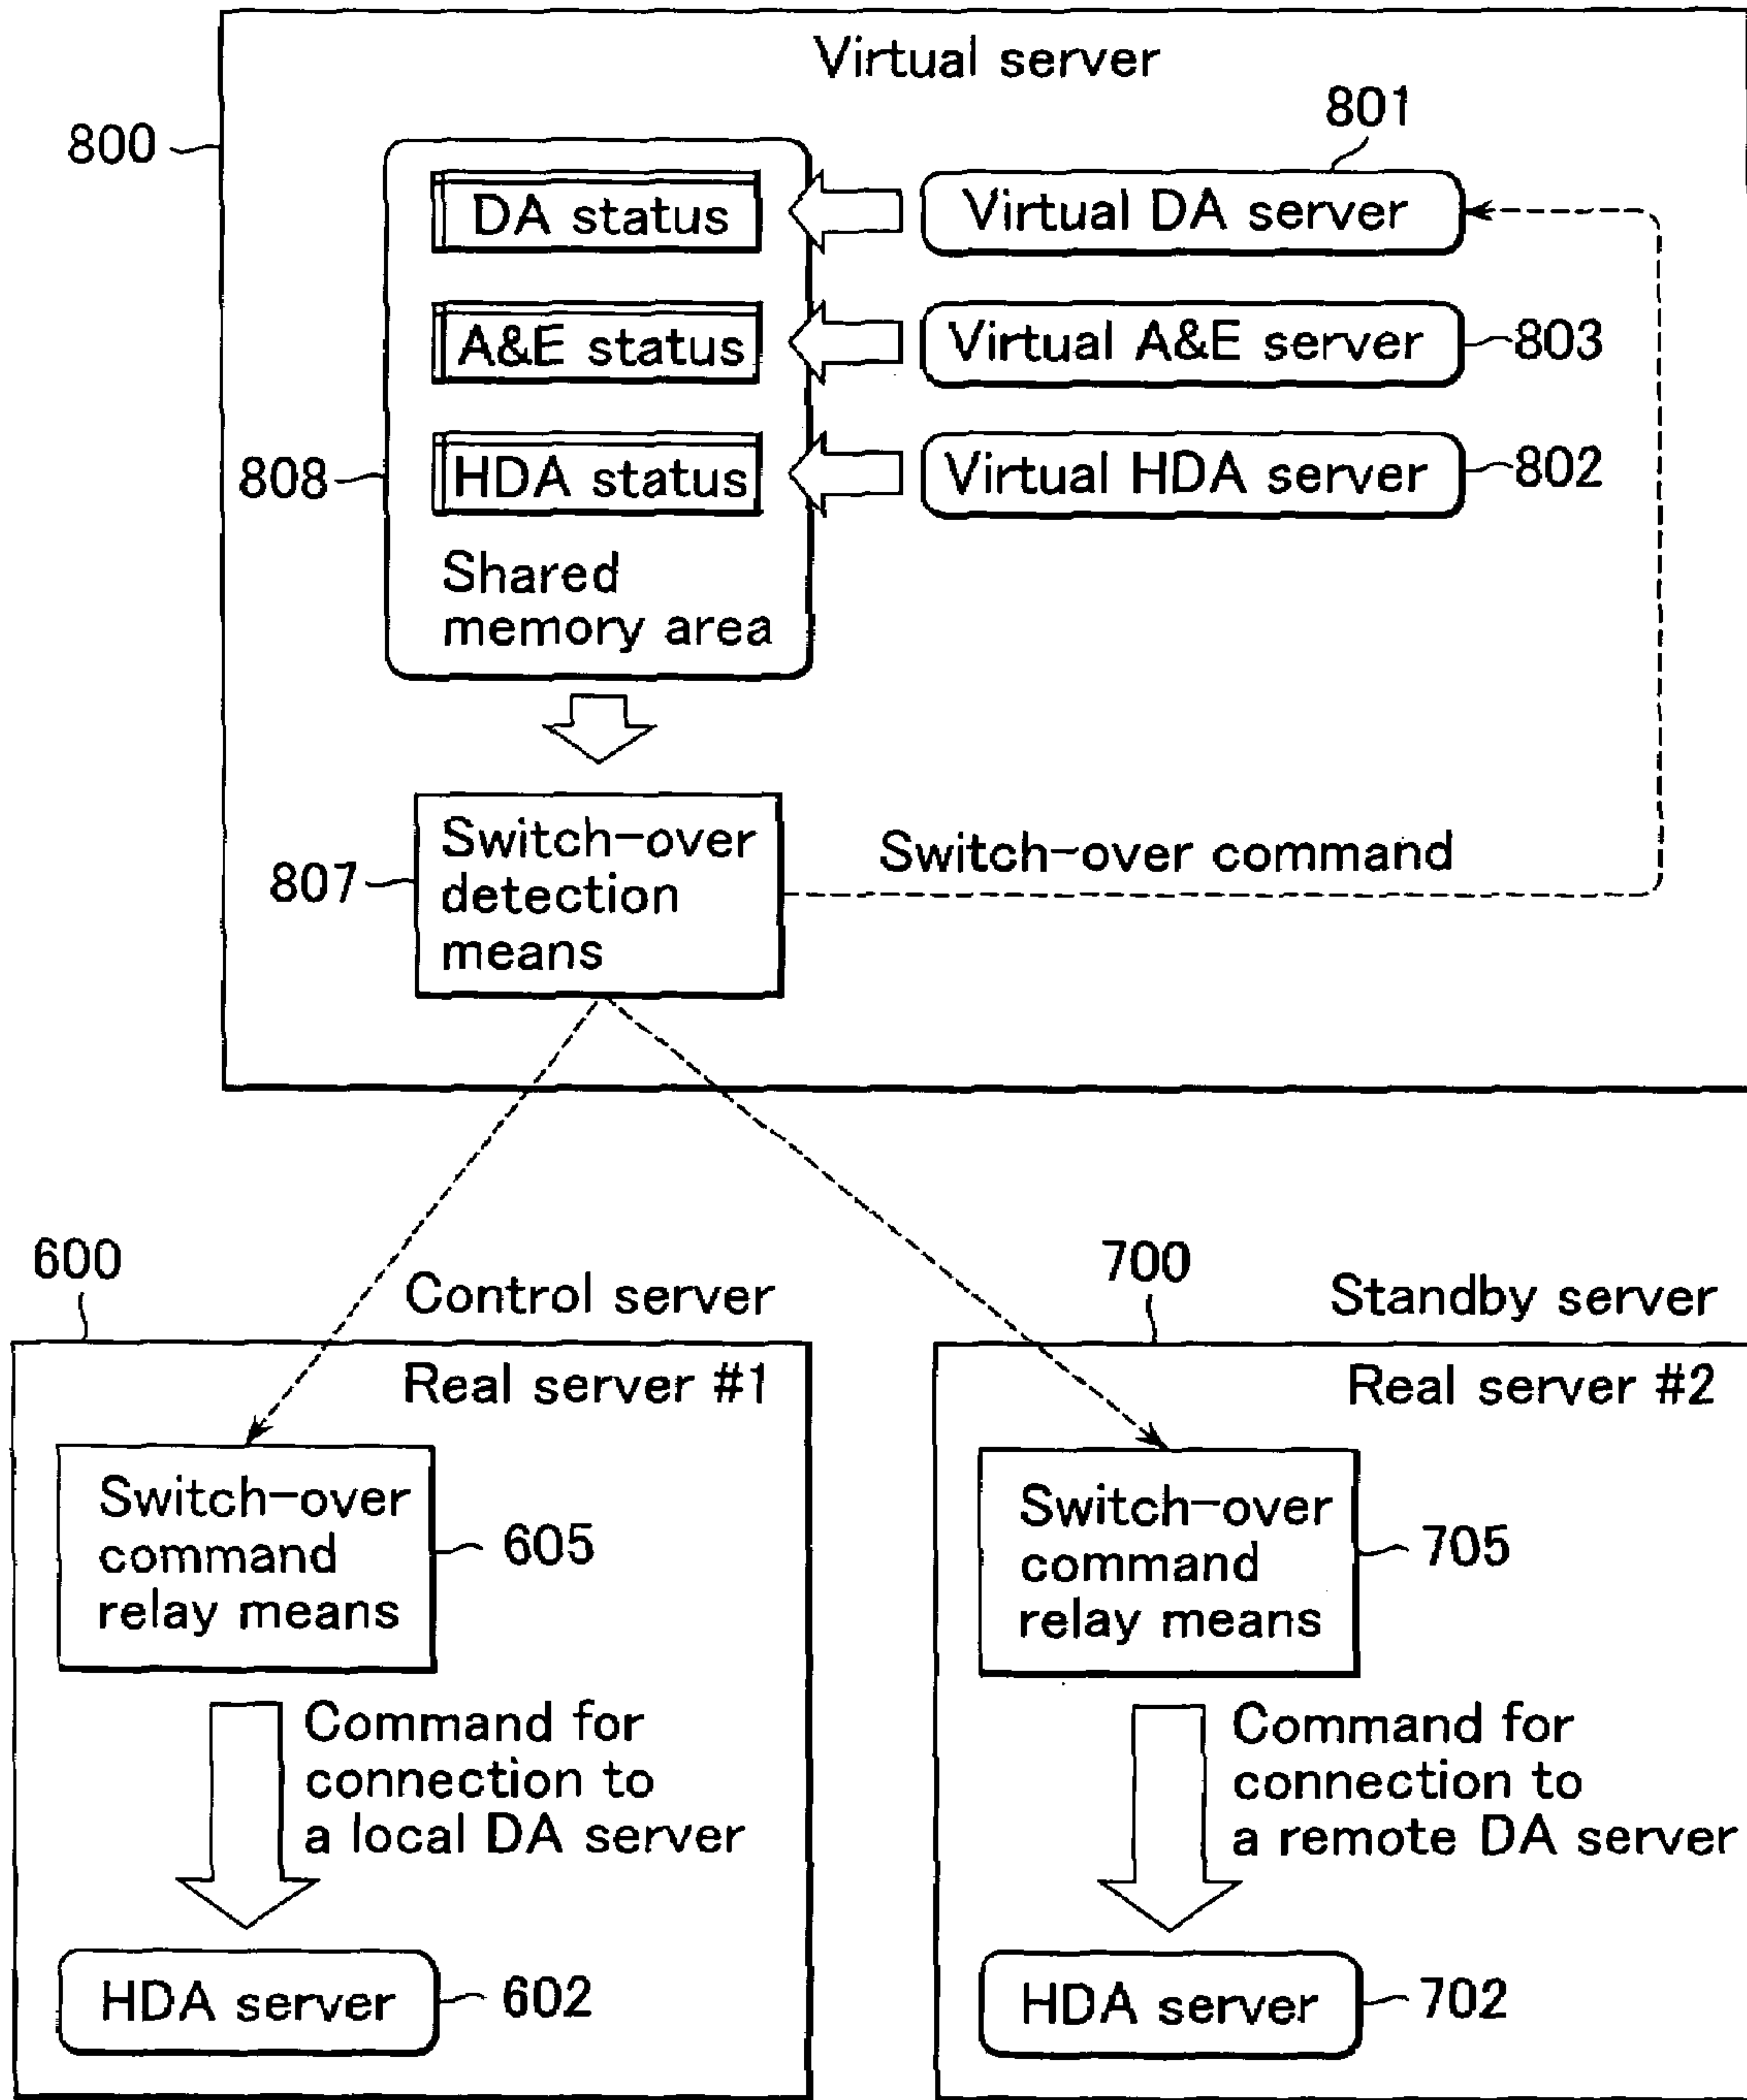 Virtual server
800
801
DA status
Virtual DA server
A&E status
Virtual A&E server
803
808
HDA status
Virtual HDA server
802
Shared
memory area
807
Switch-over
detection
means
Switch-over command
600
Control server
Real server #1
Switch-over
command
relay means
605
Command for
connection to
a local DA server
HDA server
602
700
Standby server
Real server #2
Switch-over
command
relay means
705
Command for
connection to
a remote DA server
HDA server
702